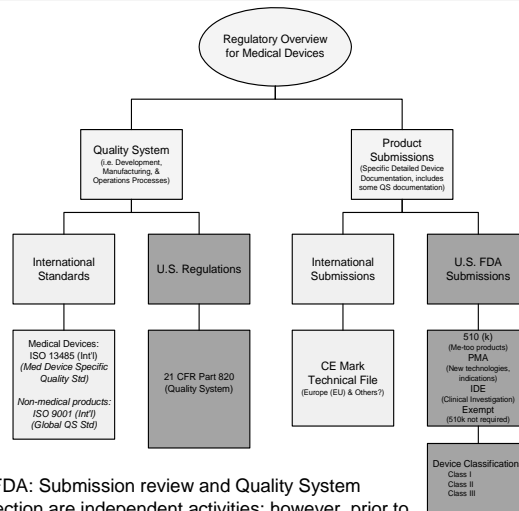 Regulatory Overview
for Medical Devices
Quality System
(i.e. Development,
Manufacturing, &
Operations Processes)
Product
Submissions
(Specific Detailed Device
Documentation, includes
some QS documentation)
International
Standards
U.S. Regulations
International
Submissions
U.S. FDA
Submissions
Medical Devices:
ISO 13485 (Int'l)
(Med Device Specific
Quality Std)
Non-medical products:
ISO 9001 (Int'l)
(Global QS Std)
21 CFR Part 820
(Quality System)
CE Mark
Technical File
(Europe (EU) & Others?)
510 (k)
(Me-too products)
PMA
(New technologies,
indications)
IDE
(Clinical Investigation)
Exempt
(510k not required)
Device Classification
Class I
Class II
Class III
FDA: Submission review and Quality System
are independent activities; however, prior to